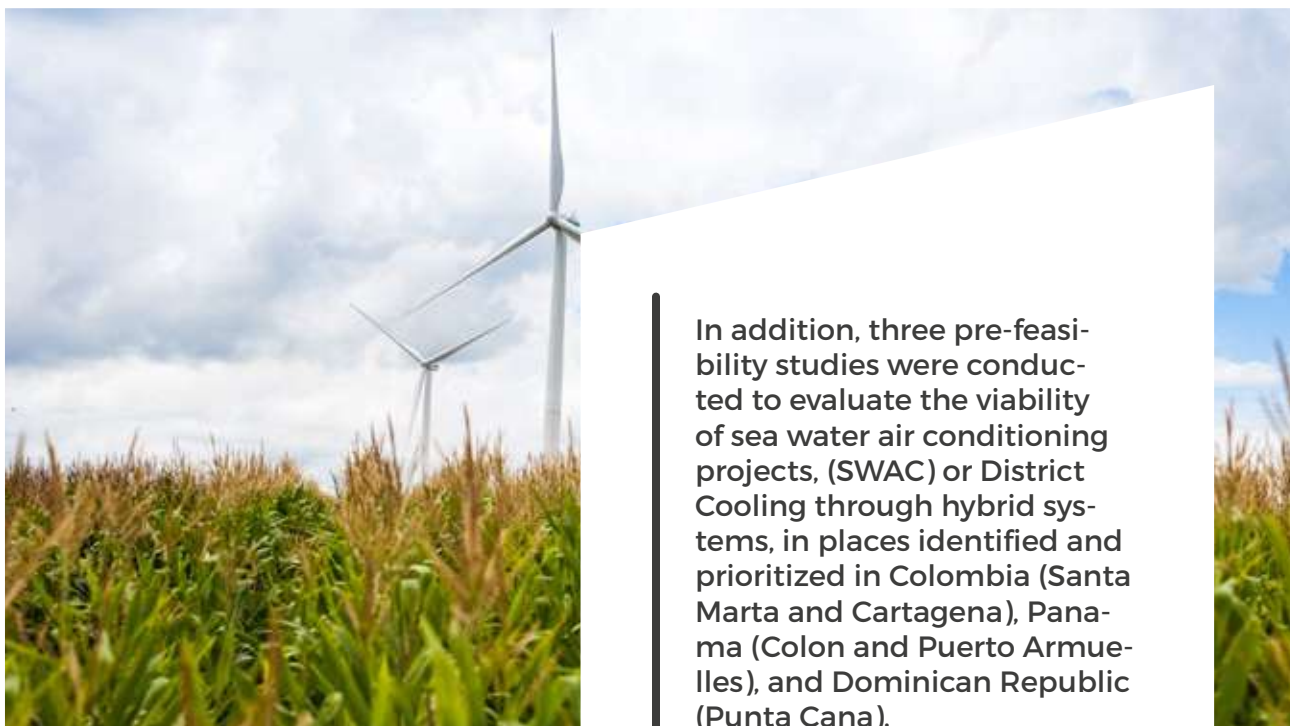 In addition, three pre-feasi-
bility studies were conduc-
ted to evaluate the viability
of sea water air conditioning
projects, (SWAC) or District
Cooling through hybrid sys-
tems, in places identified and
prioritized in Colombia (Santa
Marta and Cartagena), Pana-
ma (Colon and Puerto Armue-
lles), and Dominican Republic
(Punta Cana).